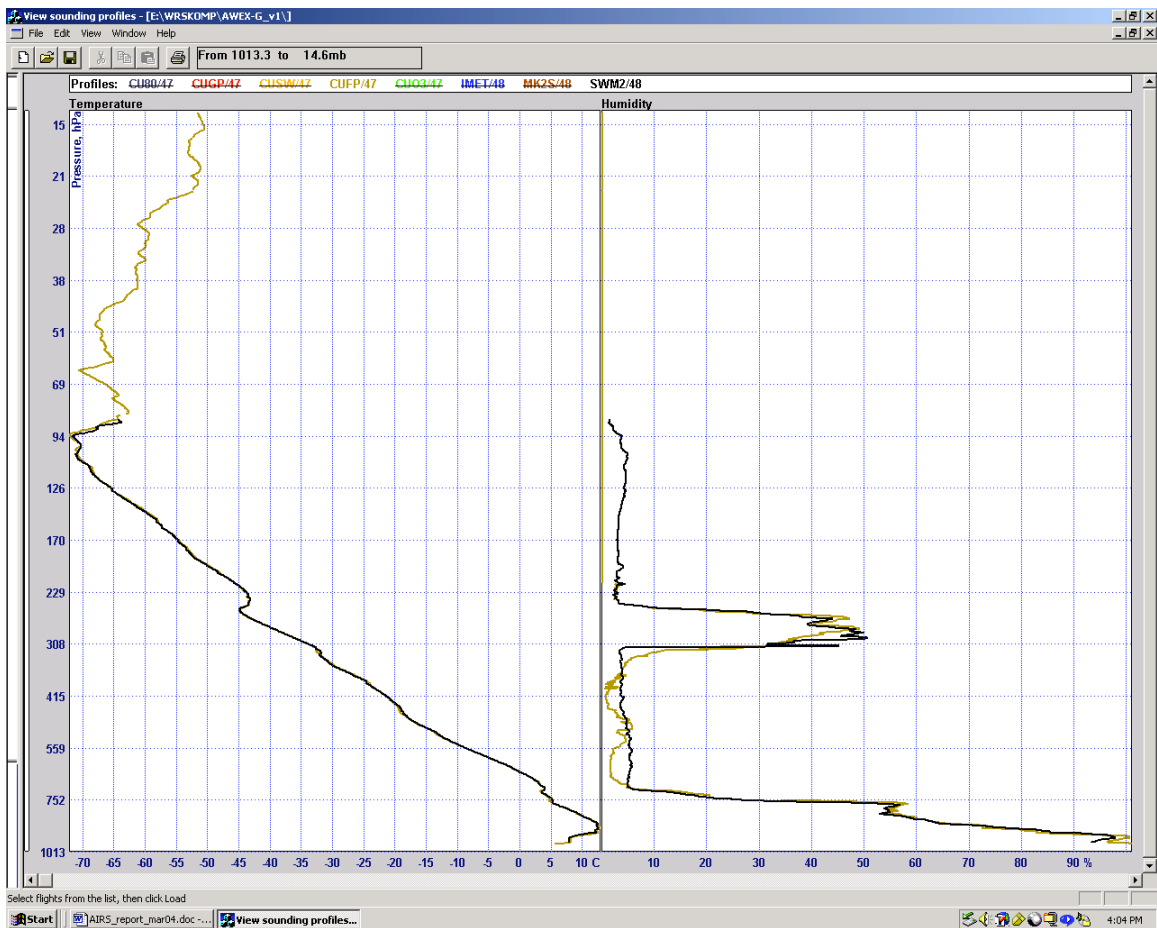 View sounding profiles - [E:\WRSKOMP\AWEX-G_v1\]
File Edit View Window Help
From 1013.3 to 14.6mb
Profiles: CU80/47 CUGP/47 CUSW/47 CUFP/47 CUO3/47 IMET/48 MK2S/48 SWM2/48
Temperature Humidity
Pressure, hPa
15
21
28
38
51
69
94
126
170
229
308
415
559
752
1013
-70 -65 -60 -55 -50 -45 -40 -35 -30 -25 -20 -15 -10 -5 0 5 10 C 10 20 30 40 50 60 70 80 90 %
Select flights from the list, then click Load
Start AIRS_report_mar04.doc -... View sounding profiles... 4:04 PM